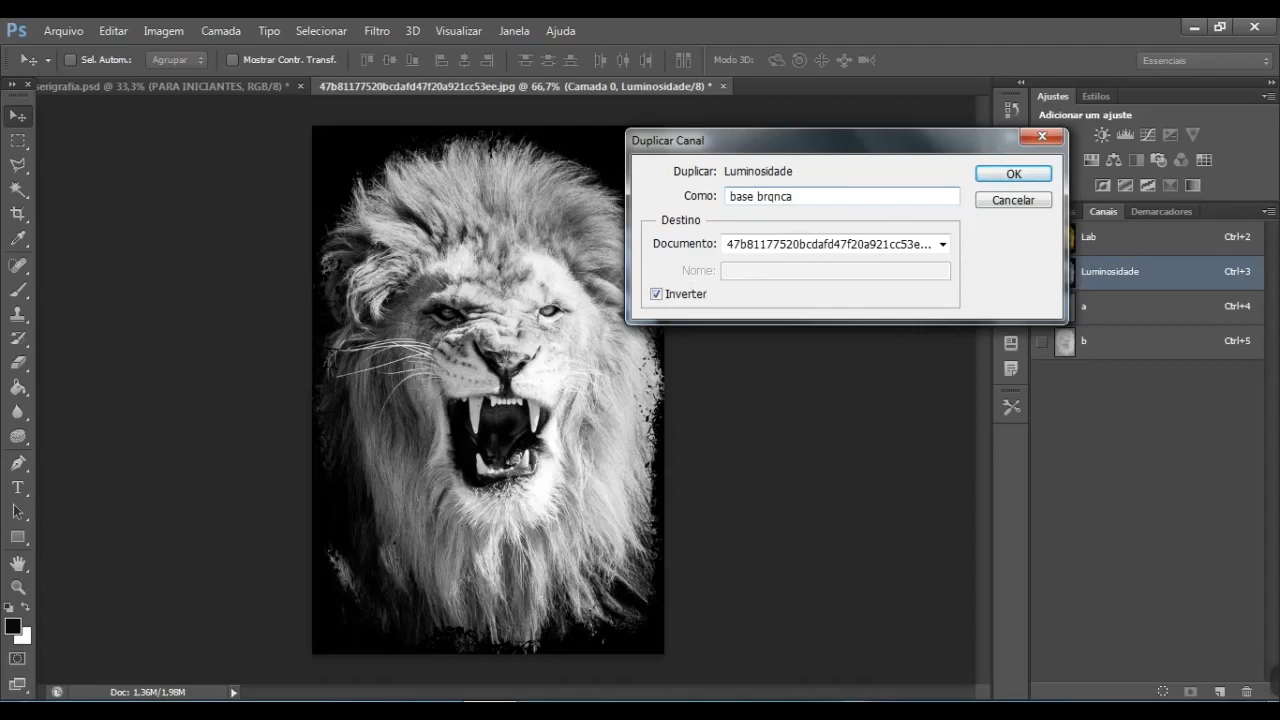 Ps Arquivo Editar Imagem Camada Tipo Selecionar Filtro 3D Visualizar Janela Ajuda
Sel. Autom.: Agrupar Mostrar Contr. Transf. Modo 3D: Essenciais
serigrafia.psd @ 33,3% (PARA INICIANTES, RGB/8) * × 47b81177520bcdafd47f20a921cc53ee.jpg @ 66,7% (Camada 0, Luminosidade/8) * ×
Duplicar Canal
Duplicar: Luminosidade
Como: base brqnca
Destino
Documento: 47b81177520bcdafd47f20a921cc53e...
Nome:
Inverter
OK
Cancelar
Ajustes Estilos
Adicionar um ajuste
Canais Demarcadores
Lab Ctrl+2
Luminosidade Ctrl+3
a Ctrl+4
b Ctrl+5
Doc: 1.36M/1.98M